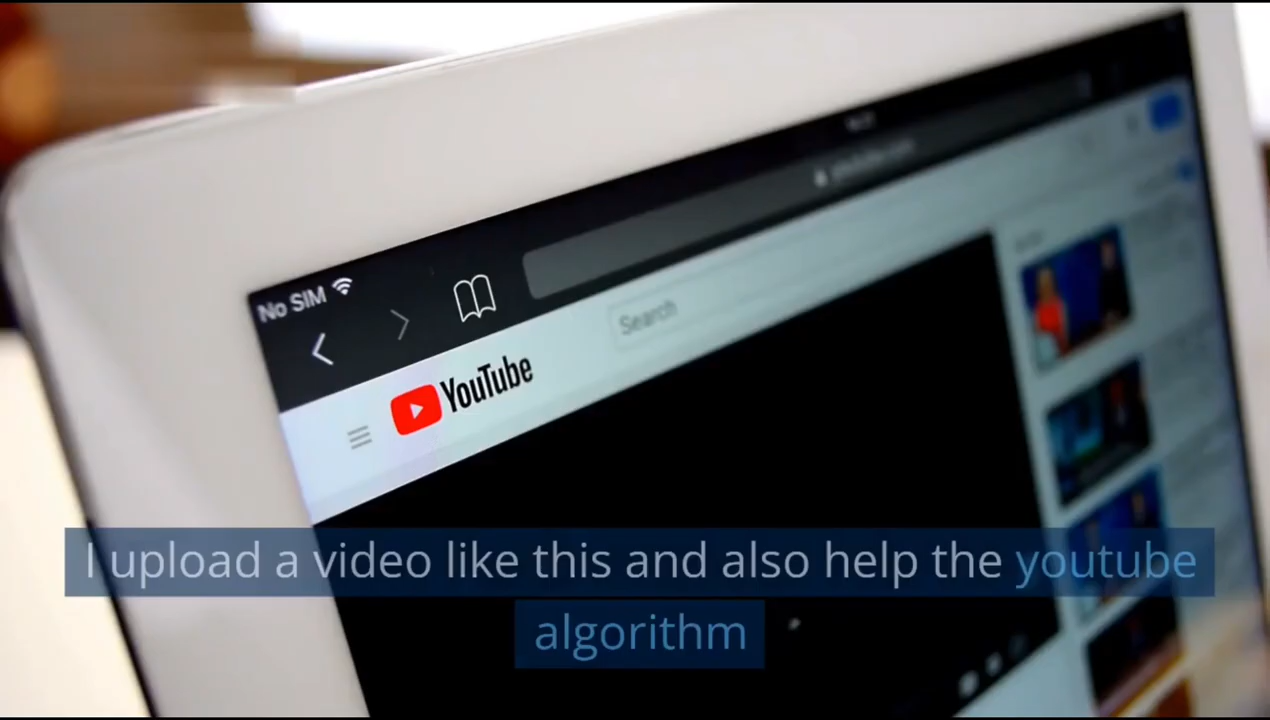 No SIM
YouTube
Search
I upload a video like this and also help the youtube
algorithm